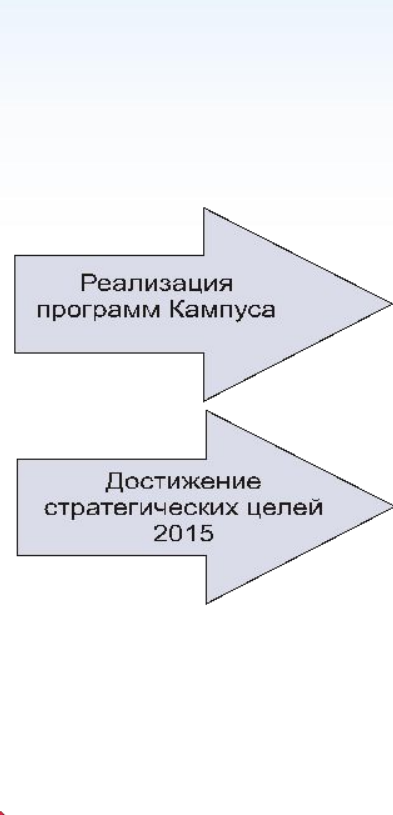 Реализация
программ Кампуса
Достижение
стратегических целей
2015